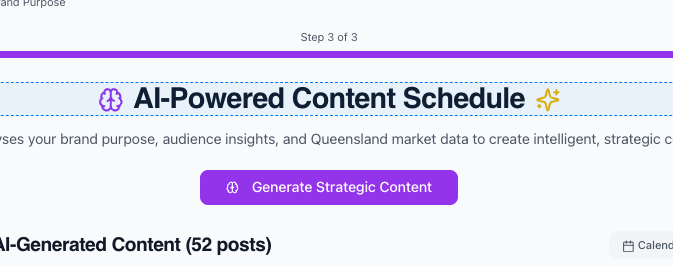 and Purpose
Step 3 of 3
AI-Powered Content Schedule
your brand purpose, audience insights, and Queensland market data to create intelligent, strategic
Generate Strategic Content
AI-Generated Content (52 posts)
Calend